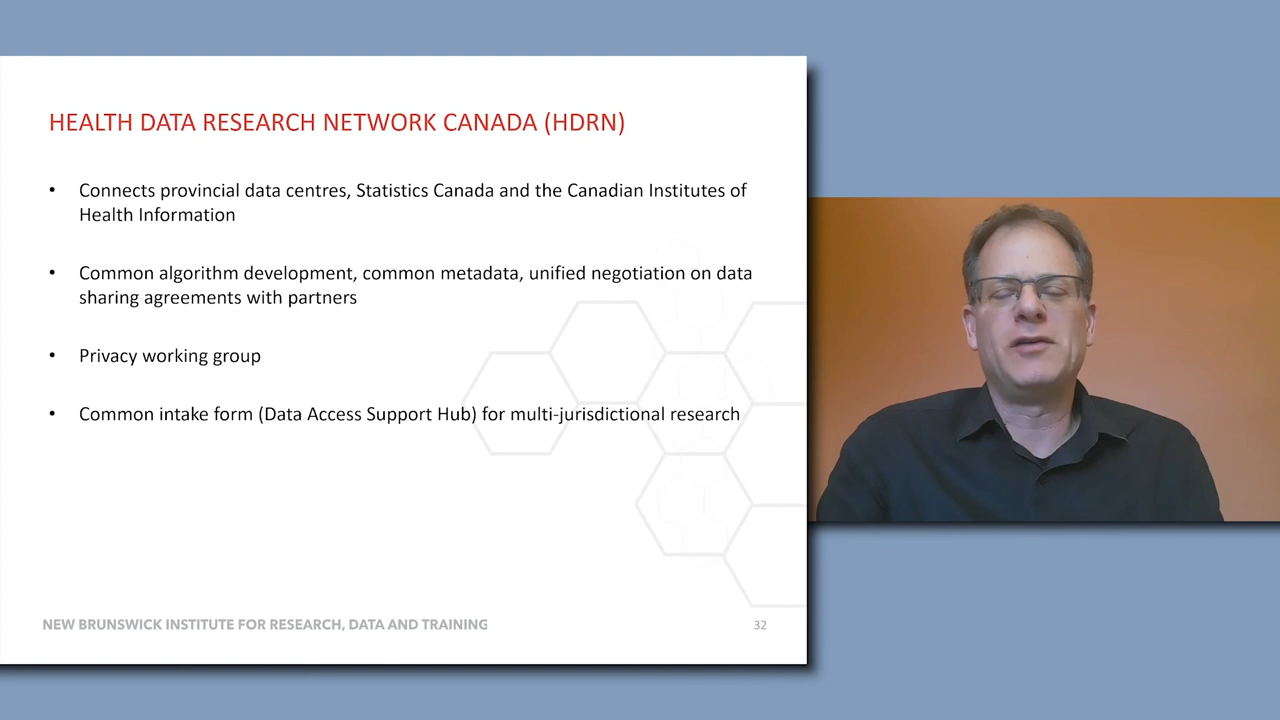 HEALTH DATA RESEARCH NETWORK CANADA (HDRN)
• Connects provincial data centres, Statistics Canada and the Canadian Institutes of
Health Information
• Common algorithm development, common metadata, unified negotiation on data
sharing agreements with partners
• Privacy working group
• Common intake form (Data Access Support Hub) for multi-jurisdictional research
NEW BRUNSWICK INSTITUTE FOR RESEARCH, DATA AND TRAINING
32